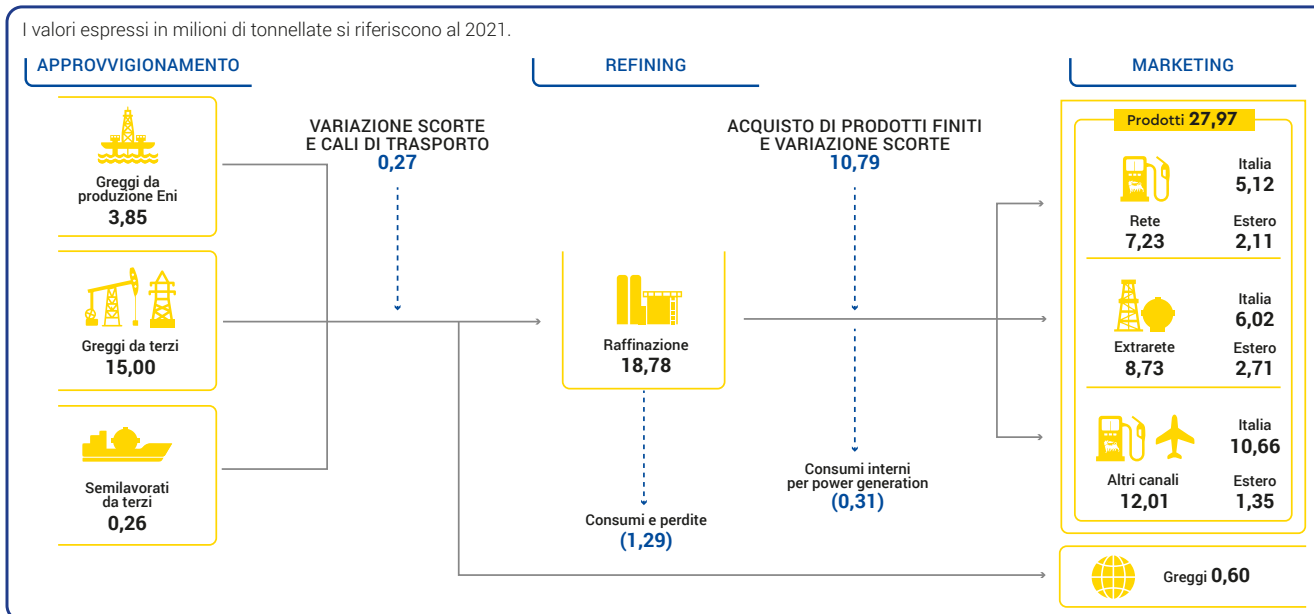 I valori espressi in milioni di tonnellate si riferiscono al 2021.
APPROVVIGIONAMENTO
Greggi da
produzione Eni
3,85
Greggi da terzi
15,00
Semilavorati
da terzi
0,26
VARIAZIONE SCORTE
E CALI DI TRASPORTO
0,27
REFINING
Raffinazione
18,78
Consumi e perdite
(1,29)
ACQUISTO DI PRODOTTI FINITI
E VARIAZIONE SCORTE
10,79
Consumi interni
per power generation
(0,31)
MARKETING
Prodotti 27,97
Rete
7,23
Italia
5,12
Estero
2,11
Extrarete
8,73
Italia
6,02
Estero
2,71
Altri canali
12,01
Italia
10,66
Estero
1,35
Greggi 0,60